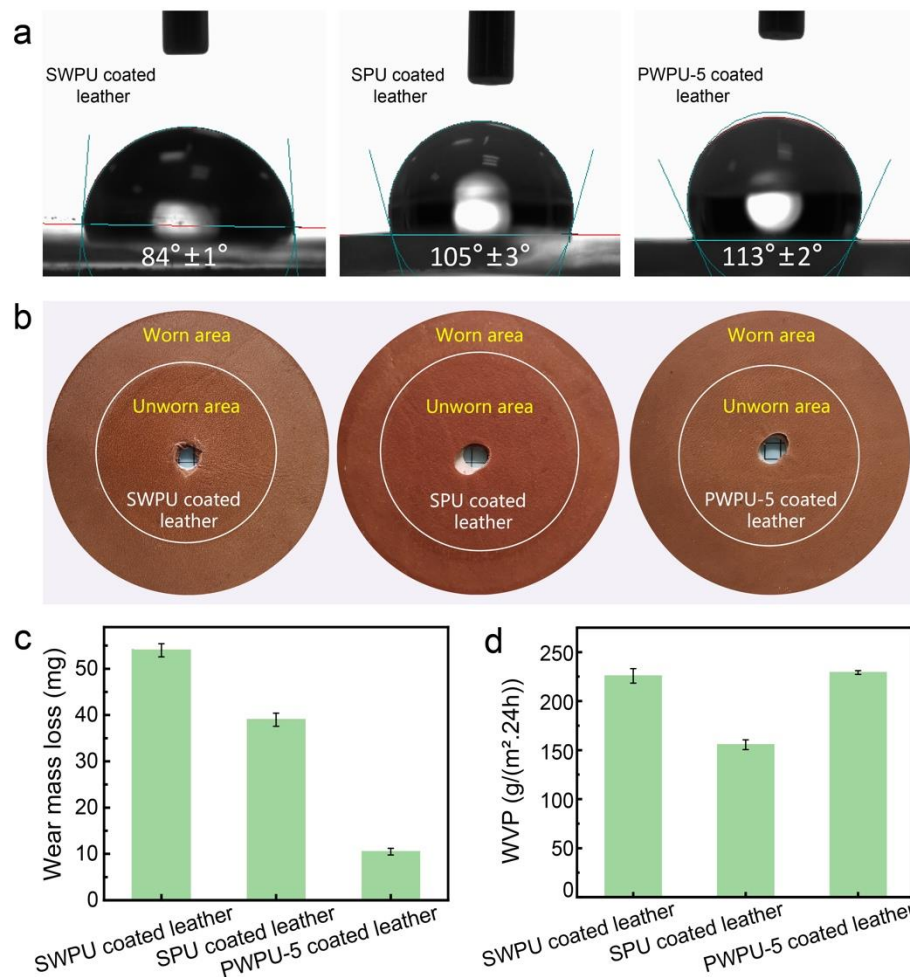 a
SWPU coated
leather
84°±1°
SPU coated
leather
105°±3°
PWPU-5 coated
leather
113°±2°
b
Worn area
Unworn area
SWPU coated
leather
Worn area
Unworn area
SPU coated
leather
Worn area
Unworn area
PWPU-5 coated
leather
c
Wear mass loss (mg)
50
40
30
20
10
0
SWPU coated leather
SPU coated leather
PWPU-5 coated leather
d
WVP (g/(m².24h))
250
200
150
100
50
0
SWPU coated leather
SPU coated leather
PWPU-5 coated leather